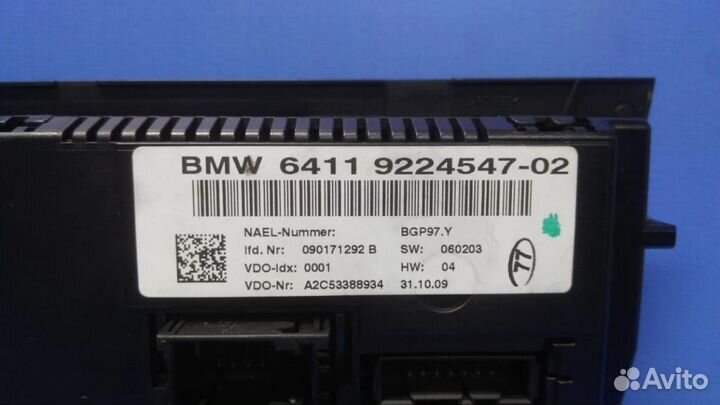 BMW 6411 9224547-02
NAEL-Nummer: BGP97.Y
lfd. Nr: 090171292 B SW: 060203
VDO-Idx: 0001 HW: 04
VDO-Nr: A2C53388934 31.10.09
77
Avito